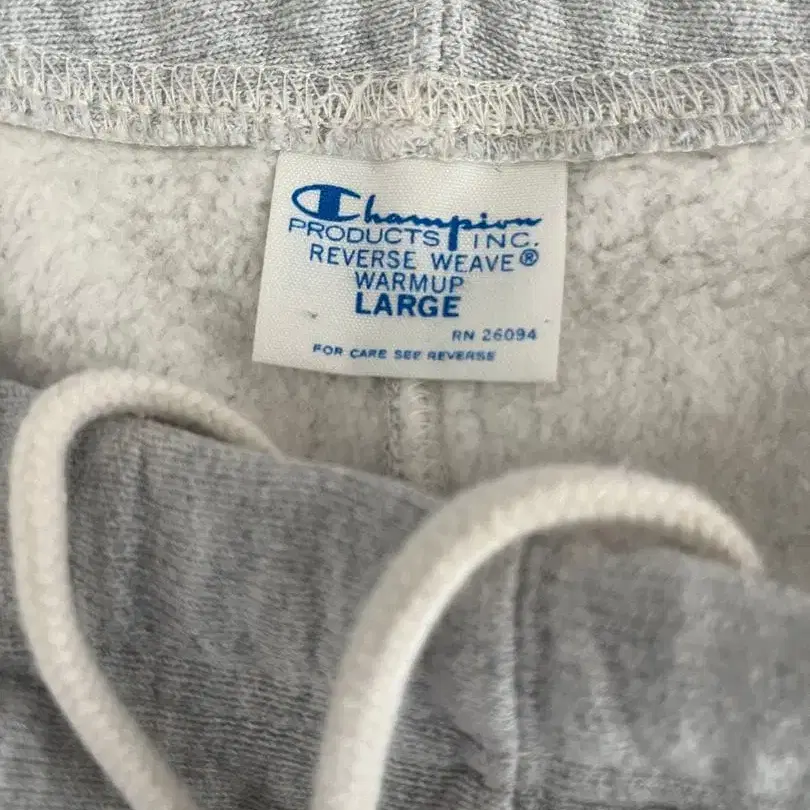 Champion
PRODUCTS INC.
REVERSE WEAVE®
WARMUP
LARGE
RN 26094
FOR CARE SEE REVERSE